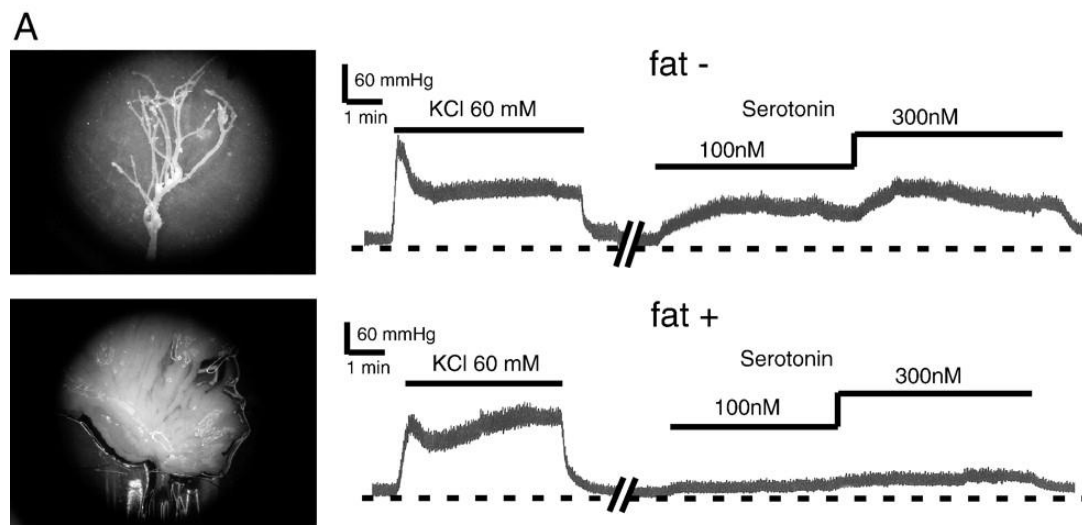 A
fat -
60 mmHg
1 min
KCl 60 mM
Serotonin
100nM
300nM
fat +
60 mmHg
1 min
KCl 60 mM
Serotonin
100nM
300nM